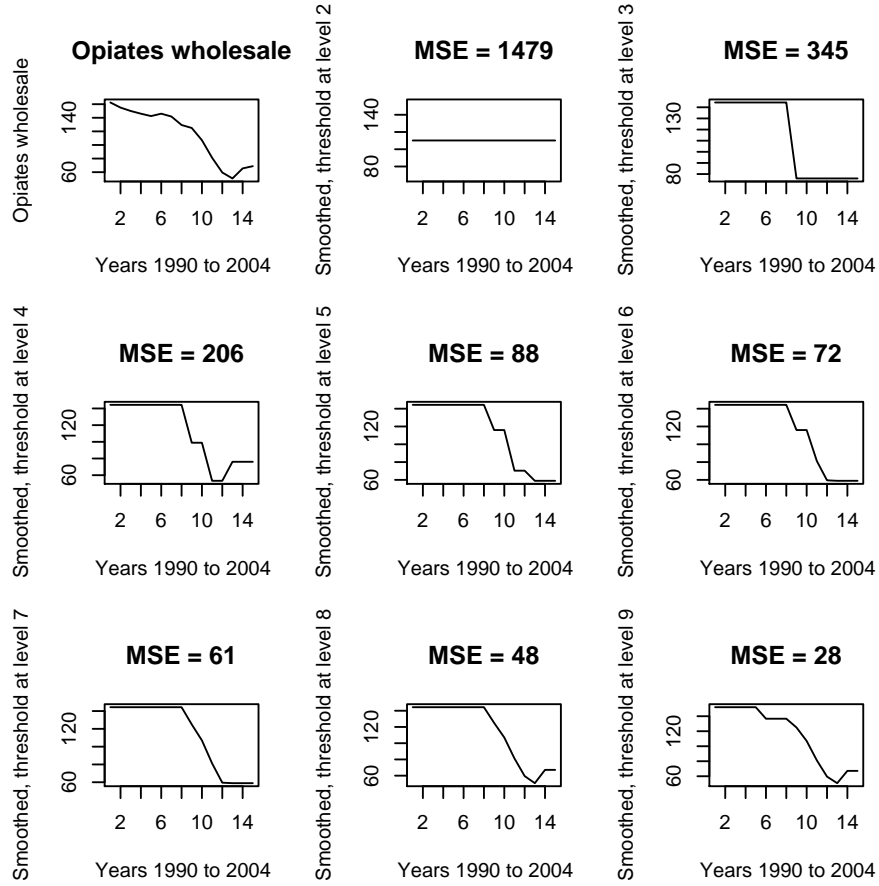 Opiates wholesale
Opiates wholesale
60 140
2 6 10 14
Years 1990 to 2004
MSE = 1479
Smoothed, threshold at level 2
80 140
2 6 10 14
Years 1990 to 2004
MSE = 345
Smoothed, threshold at level 3
80 130
2 6 10 14
Years 1990 to 2004
MSE = 206
Smoothed, threshold at level 4
60 120
2 6 10 14
Years 1990 to 2004
MSE = 88
Smoothed, threshold at level 5
60 120
2 6 10 14
Years 1990 to 2004
MSE = 72
Smoothed, threshold at level 6
60 120
2 6 10 14
Years 1990 to 2004
MSE = 61
Smoothed, threshold at level 7
60 120
2 6 10 14
Years 1990 to 2004
MSE = 48
Smoothed, threshold at level 8
60 120
2 6 10 14
Years 1990 to 2004
MSE = 28
Smoothed, threshold at level 9
60 120
2 6 10 14
Years 1990 to 2004